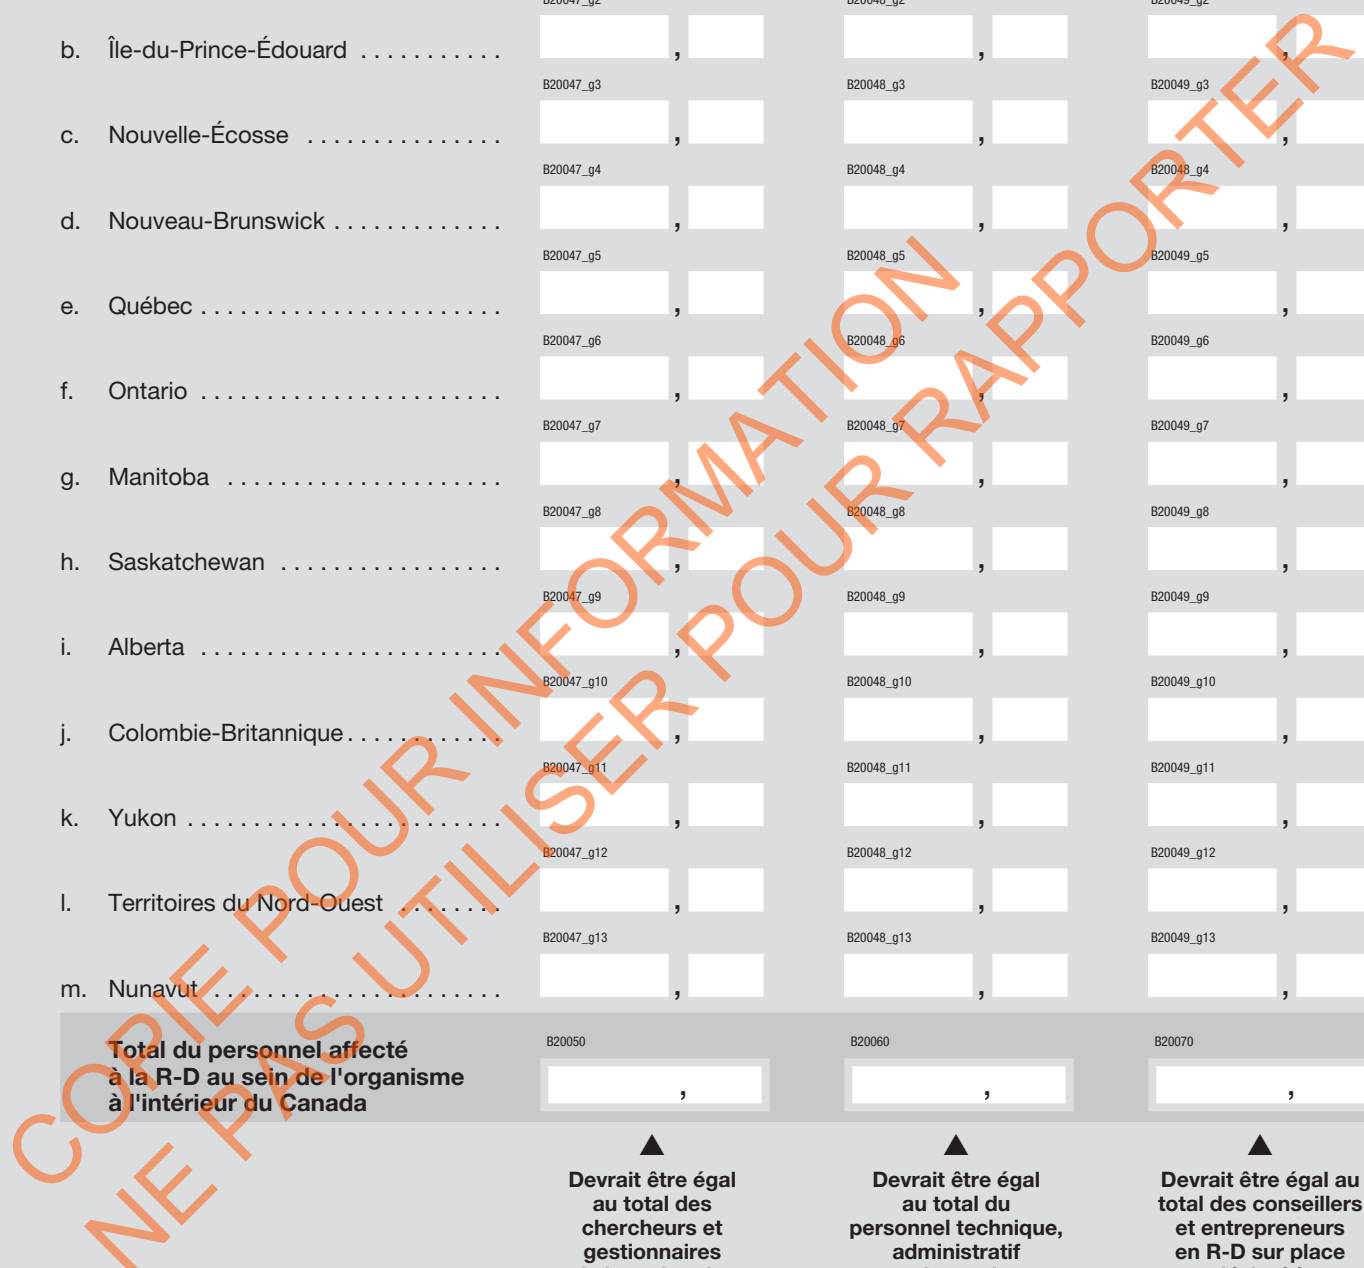 B20047_g2 B20048_g2 B20049_g2
b. Île-du-Prince-Édouard . . . . . . . . . . . , , ,
B20047_g3 B20048_g3 B20049_g3
c. Nouvelle-Écosse . . . . . . . . . . . . . . . , , ,
B20047_g4 B20048_g4 B20048_g4
d. Nouveau-Brunswick . . . . . . . . . . . . . , , ,
B20047_g5 B20048_g5 B20049_g5
e. Québec . . . . . . . . . . . . . . . . . . . . . . . , , ,
B20047_g6 B20048_g6 B20049_g6
f. Ontario . . . . . . . . . . . . . . . . . . . . . . . , , ,
B20047_g7 B20048_g7 B20049_g7
g. Manitoba . . . . . . . . . . . . . . . . . . . . . , , ,
B20047_g8 B20048_g8 B20049_g8
h. Saskatchewan . . . . . . . . . . . . . . . . . , , ,
B20047_g9 B20048_g9 B20049_g9
i. Alberta . . . . . . . . . . . . . . . . . . . . . . . , , ,
B20047_g10 B20048_g10 B20049_g10
j. Colombie-Britannique . . . . . . . . . . . . , , ,
B20047_g11 B20048_g11 B20049_g11
k. Yukon . . . . . . . . . . . . . . . . . . . . . . . . , , ,
B20047_g12 B20048_g12 B20049_g12
l. Territoires du Nord-Ouest . . . . . . . . , , ,
B20047_g13 B20048_g13 B20049_g13
m. Nunavut . . . . . . . . . . . . . . . . . . . . . . , , ,
Total du personnel affecté
à la R-D au sein de l'organisme
à l'intérieur du Canada
B20050 B20060 B20070
, , ,
Devrait être égal
au total des
chercheurs et
gestionnaires
Devrait être égal
au total du
personnel technique,
administratif
Devrait être égal au
total des conseillers
et entrepreneurs
en R-D sur place
COPIE POUR INFORMATION
NE PAS UTILISER POUR RAPPORTER